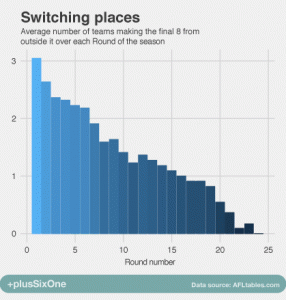 Switching places
Average number of teams making the final 8 from
outside it over each Round of the season
3
2
1
0
0 5 10 15 20 25
Round number
+plusSixOne
Data source: AFLtables.com